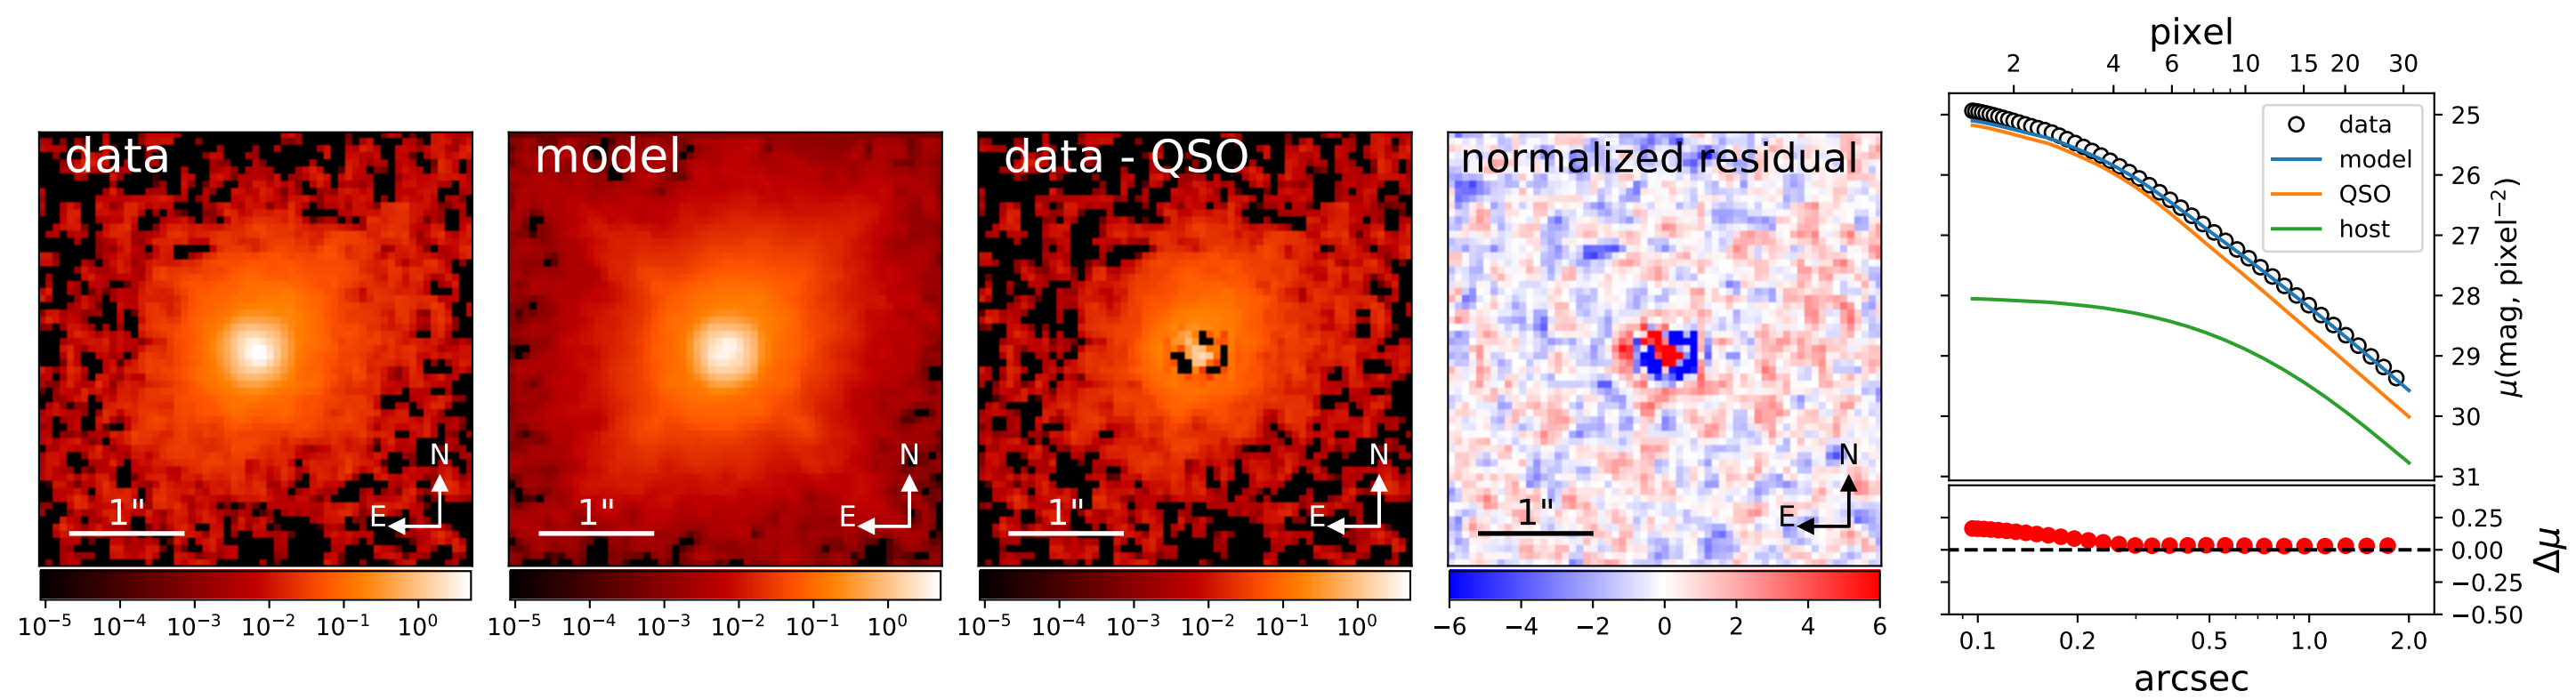 data
N
E
1"
10⁻⁵ 10⁻⁴ 10⁻³ 10⁻² 10⁻¹ 10⁰
model
N
E
1"
10⁻⁵ 10⁻⁴ 10⁻³ 10⁻² 10⁻¹ 10⁰
data - QSO
N
E
1"
10⁻⁵ 10⁻⁴ 10⁻³ 10⁻² 10⁻¹ 10⁰
normalized residual
N
E
1"
−6 −4 −2 0 2 4 6
pixel
2 4 6 10 15 20 30
data
model
QSO
host
25
26
27
28
29
30
31
μ(mag, pixel⁻²)
0.25
0.00
−0.25
−0.50
Δμ
0.1 0.2 0.5 1.0 2.0
arcsec